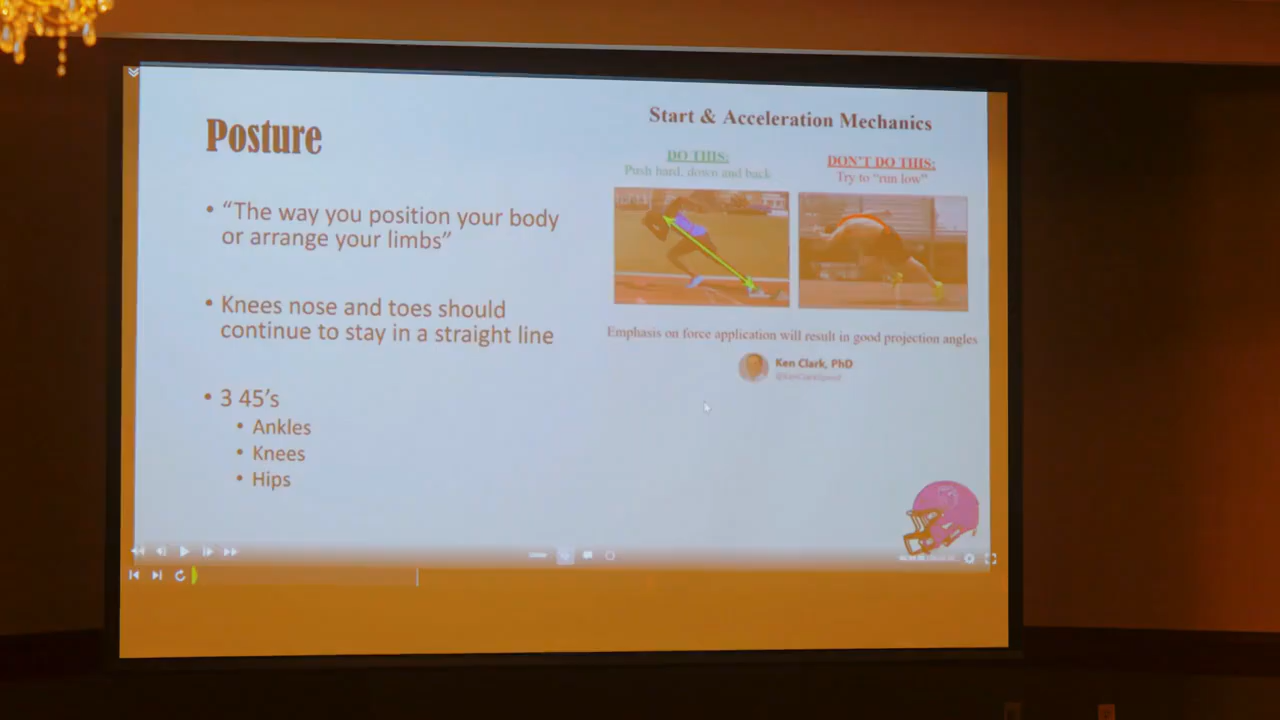 Posture
• “The way you position your body
or arrange your limbs”
• Knees nose and toes should
continue to stay in a straight line
• 3 45’s
• Ankles
• Knees
• Hips
Start & Acceleration Mechanics
DO THIS:
Push hard, down and back
DON'T DO THIS:
Try to “run low”
Emphasis on force application will result in good projection angles
Ken Clark, PhD